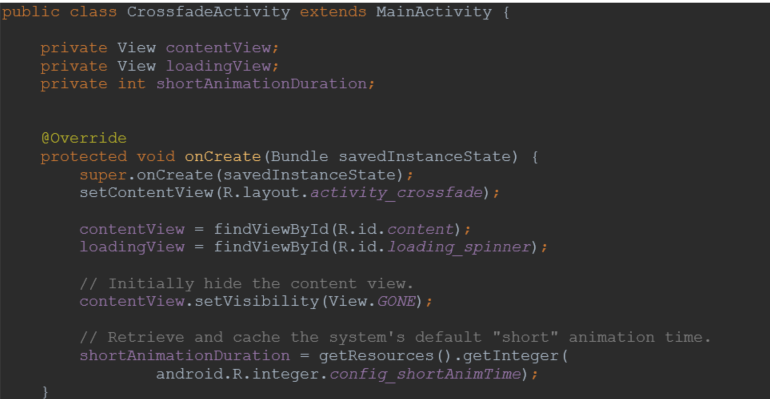 public class CrossfadeActivity extends MainActivity {
private View contentView;
private View loadingView;
private int shortAnimationDuration;
@Override
protected void onCreate(Bundle savedInstanceState) {
super.onCreate(savedInstanceState);
setContentView(R.layout.activity_crossfade);
contentView = findViewById(R.id.content);
loadingView = findViewById(R.id.loading_spinner);
// Initially hide the content view.
contentView.setVisibility(View.GONE);
// Retrieve and cache the system's default "short" animation time.
shortAnimationDuration = getResources().getInteger(
android.R.integer.config_shortAnimTime);
}